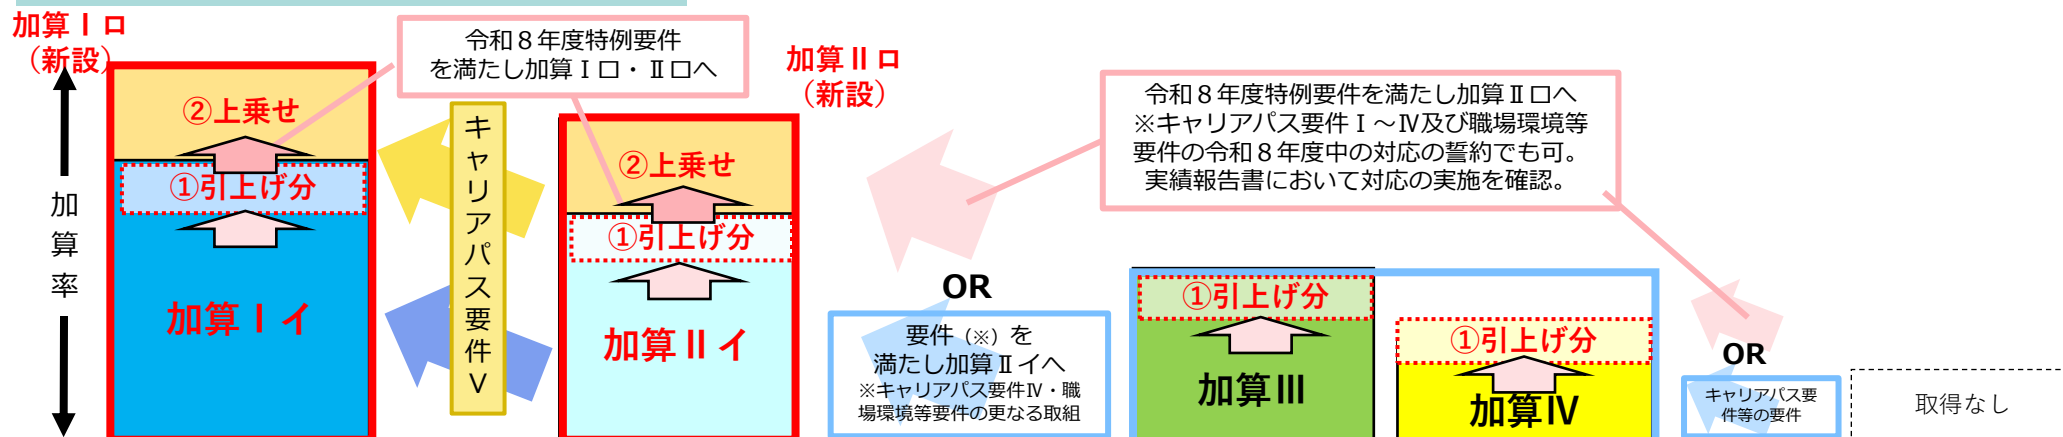 加算Ⅰロ
（新設）
加算率
②上乗せ
①引上げ分
加算Ⅰイ
令和８年度特例要件
を満たし加算Ⅰロ・Ⅱロへ
キャリアパス要件Ⅴ
加算Ⅱロ
（新設）
②上乗せ
①引上げ分
加算Ⅱイ
令和８年度特例要件を満たし加算Ⅱロへ
※キャリアパス要件Ⅰ～Ⅳ及び職場環境等
要件の令和８年度中の対応の誓約でも可。
実績報告書において対応の実施を確認。
OR
要件（※）を
満たし加算Ⅱイへ
※キャリアパス要件Ⅳ・職
場環境等要件の更なる取組
①引上げ分
加算Ⅲ
①引上げ分
加算Ⅳ
OR
キャリアパス要
件等の要件
取得なし